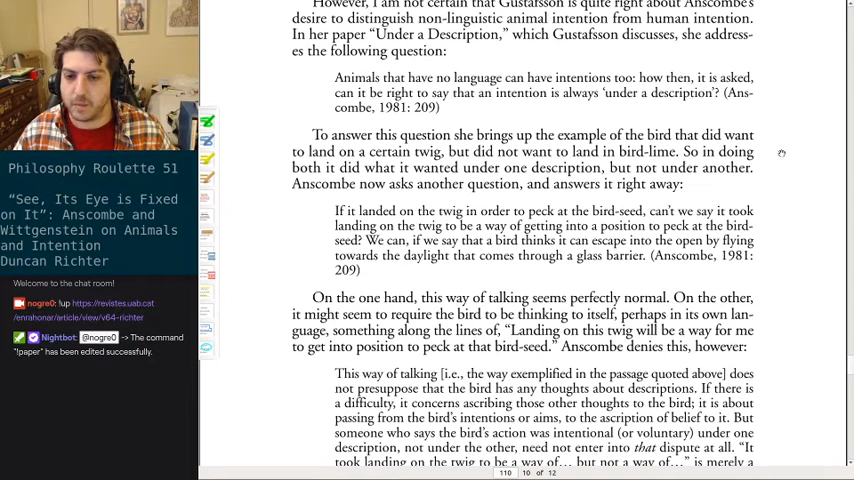 However, I am not certain that Gustafsson is quite right about Anscombe's
desire to distinguish non-linguistic animal intention from human intention.
In her paper “Under a Description,” which Gustafsson discusses, she address-
es the following question:
Animals that have no language can have intentions too: how then, it is asked,
can it be right to say that an intention is always ‘under a description’? (Ans-
combe, 1981: 209)
To answer this question she brings up the example of the bird that did want
to land on a certain twig, but did not want to land in bird-lime. So in doing
both it did what it wanted under one description, but not under another.
Anscombe now asks another question, and answers it right away:
If it landed on the twig in order to peck at the bird-seed, can't we say it took
landing on the twig to be a way of getting into a position to peck at the bird-
seed? We can, if we say that a bird thinks it can escape into the open by flying
towards the daylight that comes through a glass barrier. (Anscombe, 1981:
209)
On the one hand, this way of talking seems perfectly normal. On the other,
it might seem to require the bird to be thinking to itself, perhaps in its own lan-
guage, something along the lines of, “Landing on this twig will be a way for me
to get into position to peck at that bird-seed.” Anscombe denies this, however:
This way of talking [i.e., the way exemplified in the passage quoted above] does
not presuppose that the bird has any thoughts about descriptions. If there is
a difficulty, it concerns ascribing those other thoughts to the bird; it is about
passing from the bird's intentions or aims, to the ascription of belief to it. But
someone who says the bird's action was intentional (or voluntary) under one
description, not under the other, need not enter into that dispute at all. “It
took landing on the twig to be a way of… but not a way of…” is merely a
110 10 of 12
Philosophy Roulette 51
“See, Its Eye is Fixed
on It”: Anscombe and
Wittgenstein on Animals
and Intention
Duncan Richter
Welcome to the chat room!
nogre0: !up https://revistes.uab.cat
/enrahonar/article/view/v64-richter
Nightbot: @nogre0 -> The command
"!paper" has been edited successfully.